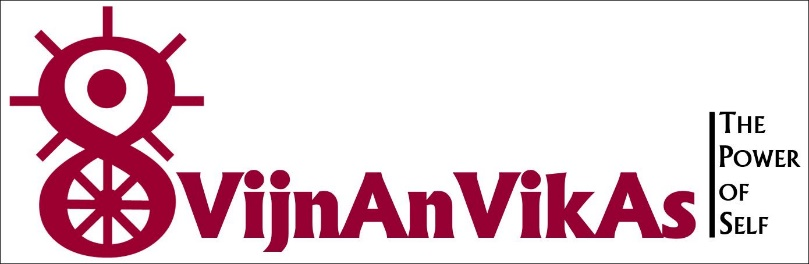 VijnAnVikAs
The
Power
of
Self